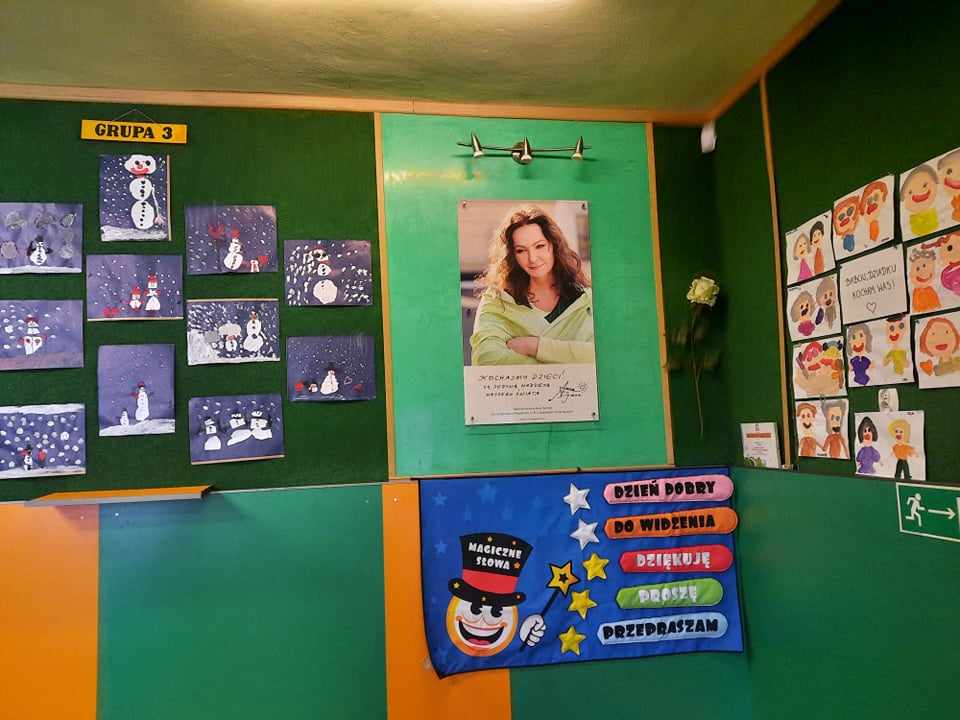 GRUPA 3
"KOCHAJMY DZIECI!
SĄ JEDYNĄ NADZIEJĄ
NASZEGO ŚWIATA
BABCIU, DZIADKU
KOCHAM WAS!
MAGICZNE
SŁOWA
DZIEŃ DOBRY
DO WIDZENIA
DZIĘKUJĘ
PROSZĘ
PRZEPRASZAM